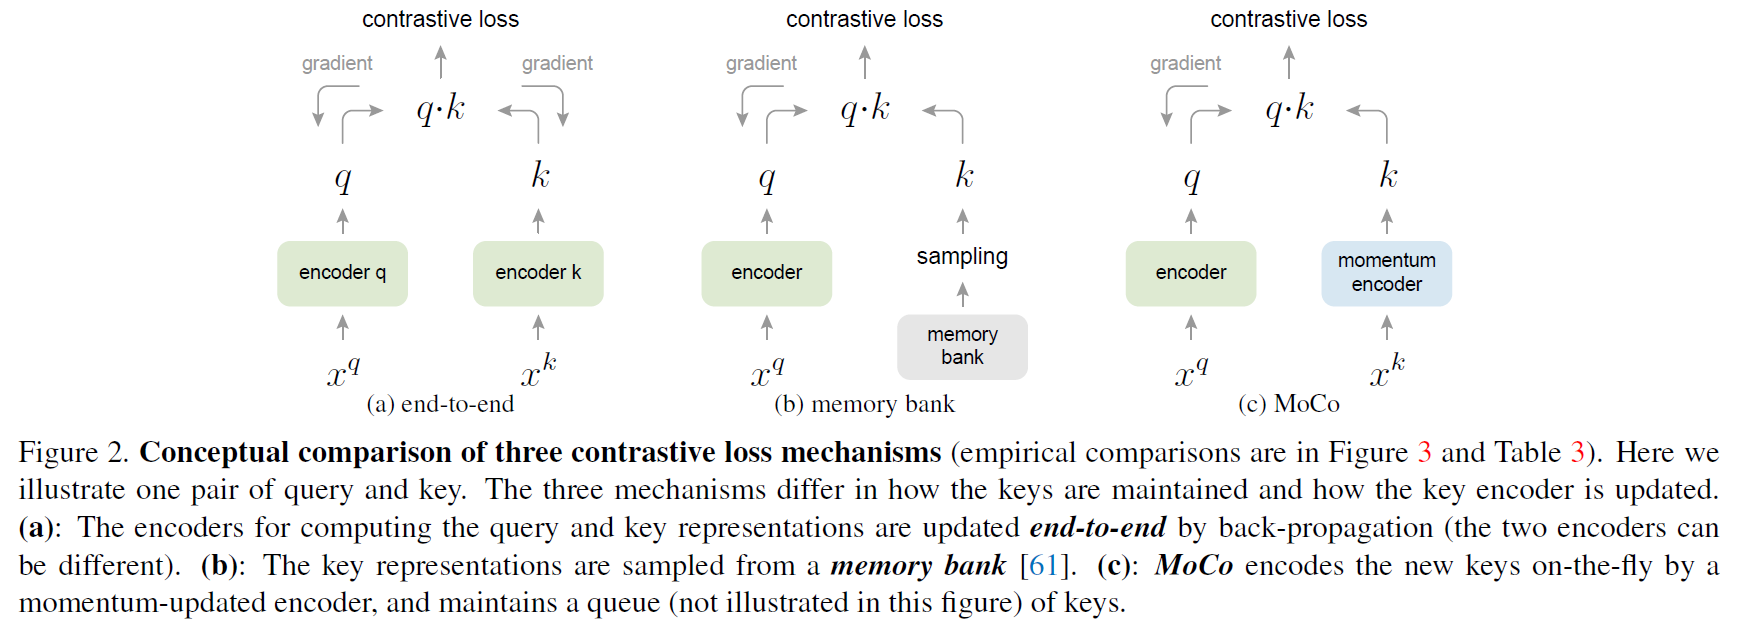 contrastive loss
gradient
gradient
q·k
q
k
encoder q
encoder k
x^q
x^k
(a) end-to-end
contrastive loss
gradient
q·k
q
k
sampling
encoder
memory
bank
x^q
(b) memory bank
contrastive loss
gradient
q·k
q
k
encoder
momentum
encoder
x^q
x^k
(c) MoCo
Figure 2. Conceptual comparison of three contrastive loss mechanisms (empirical comparisons are in Figure 3 and Table 3). Here we
illustrate one pair of query and key. The three mechanisms differ in how the keys are maintained and how the key encoder is updated.
(a): The encoders for computing the query and key representations are updated end-to-end by back-propagation (the two encoders can
be different). (b): The key representations are sampled from a memory bank [61]. (c): MoCo encodes the new keys on-the-fly by a
momentum-updated encoder, and maintains a queue (not illustrated in this figure) of keys.